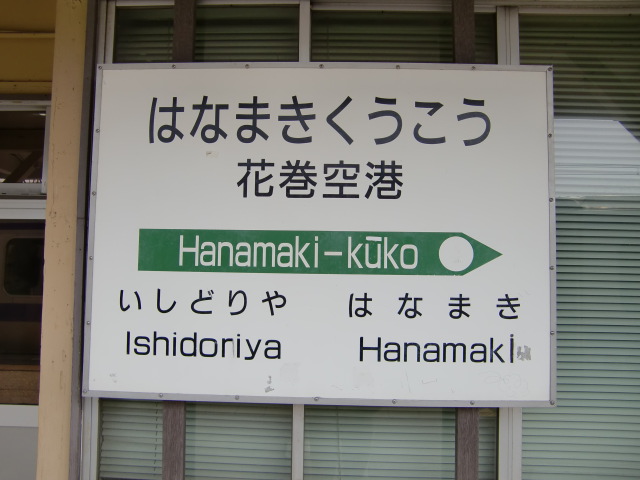 はなまきくうこう
花巻空港
Hanamaki-kūko
いしどりや はなまき
Ishidoriya Hanamaki